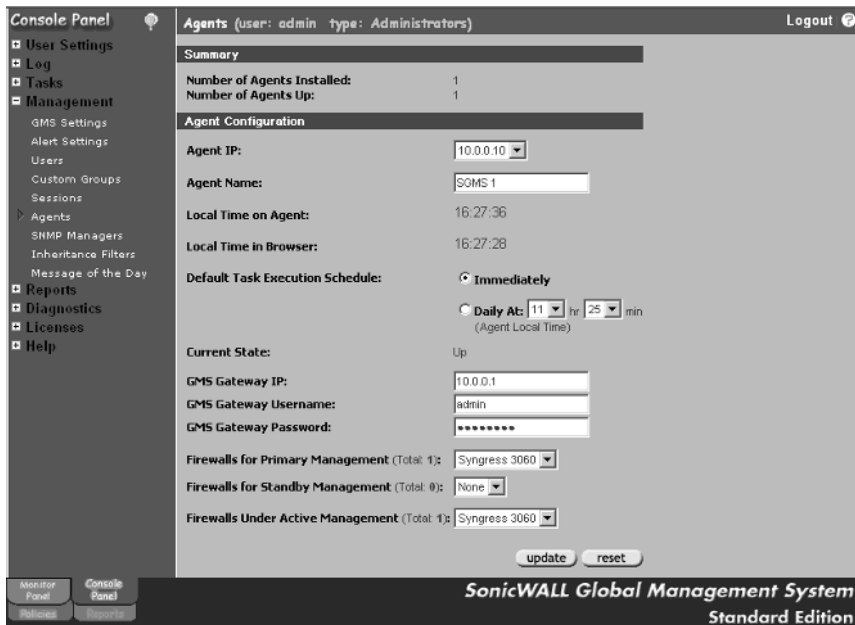 Console Panel
Agents (user: admin type: Administrators)
Logout
User Settings
Log
Tasks
Management
GMS Settings
Alert Settings
Users
Custom Groups
Sessions
Agents
SNMP Managers
Inheritance Filters
Message of the Day
Reports
Diagnostics
Licenses
Help
Summary
Number of Agents Installed: 1
Number of Agents Up: 1
Agent Configuration
Agent IP: 10.0.0.10
Agent Name: SGMS 1
Local Time on Agent: 16:27:36
Local Time in Browser: 16:27:28
Default Task Execution Schedule: Immediately
Daily At: 11 hr 25 min
(Agent Local Time)
Current State: Up
GMS Gateway IP: 10.0.0.1
GMS Gateway Username: admin
GMS Gateway Password: ••••••••
Firewalls for Primary Management (Total: 1): Syngress 3060
Firewalls for Standby Management (Total: 0): None
Firewalls Under Active Management (Total: 1): Syngress 3060
update reset
Monitor Panel
Console Panel
Policies
Reports
SonicWALL Global Management System
Standard Edition